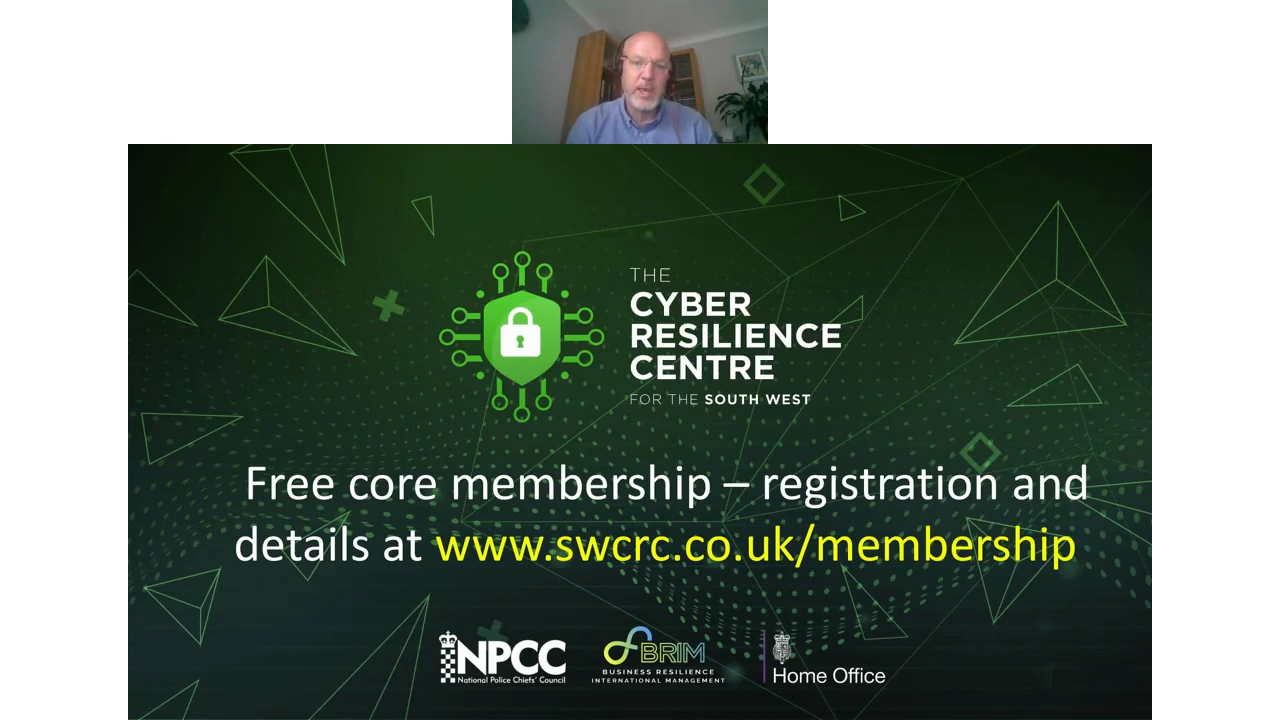 THE
CYBER
RESILIENCE
CENTRE
FOR THE SOUTH WEST
Free core membership – registration and
details at www.swcrc.co.uk/membership
NPCC
National Police Chiefs' Council
BRIM
BUSINESS RESILIENCE
INTERNATIONAL MANAGEMENT
Home Office